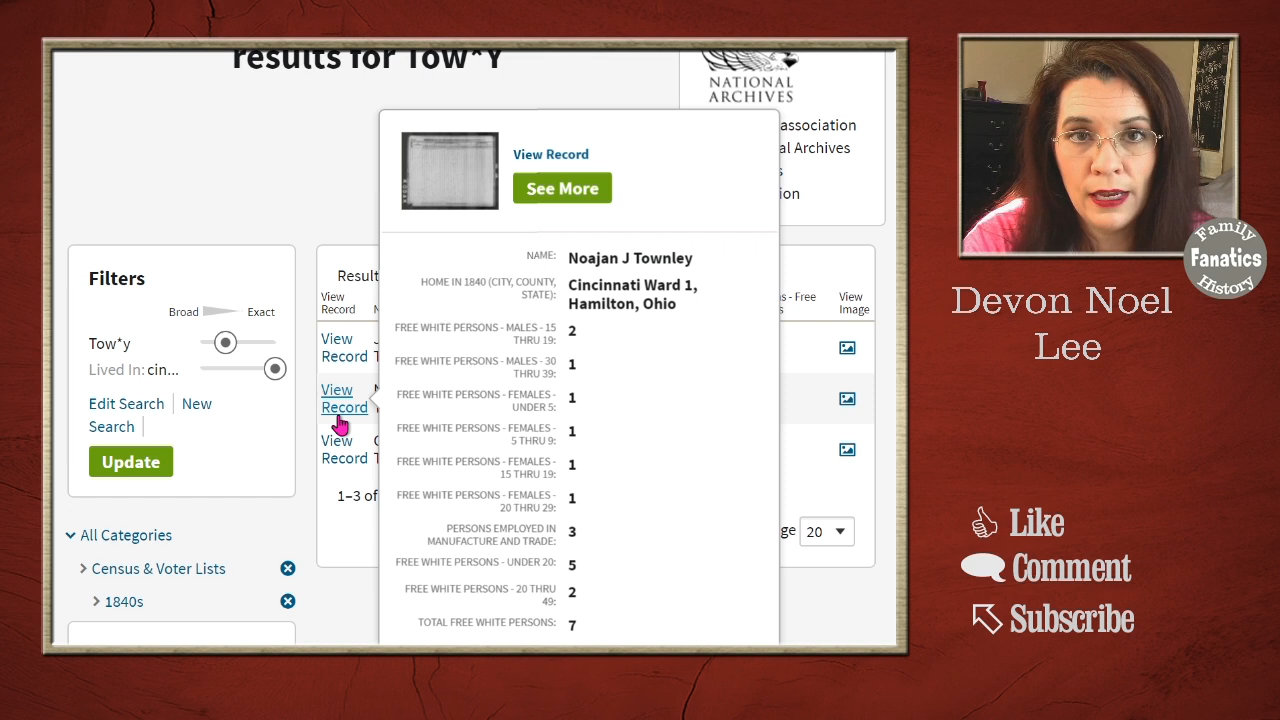 results for Tow*Y
NATIONAL
ARCHIVES
association
al Archives
s
ion
View Record
See More
NAME: Noajan J Townley
HOME IN 1840 (CITY, COUNTY,
STATE): Cincinnati Ward 1,
Hamilton, Ohio
FREE WHITE PERSONS - MALES - 15
THRU 19: 2
FREE WHITE PERSONS - MALES - 30
THRU 39: 1
FREE WHITE PERSONS - FEMALES -
UNDER 5: 1
FREE WHITE PERSONS - FEMALES -
5 THRU 9: 1
FREE WHITE PERSONS - FEMALES -
15 THRU 19: 1
FREE WHITE PERSONS - FEMALES -
20 THRU 29: 1
PERSONS EMPLOYED IN
MANUFACTURE AND TRADE: 3
FREE WHITE PERSONS - UNDER 20: 5
FREE WHITE PERSONS - 20 THRU
49: 2
TOTAL FREE WHITE PERSONS: 7
Filters
Broad Exact
Tow*y
Lived In: cin...
Edit Search New
Search
Update
All Categories
Census & Voter Lists
1840s
Result
View
Record
s - Free
s
View
Image
View
Record
View
Record
View
Record
1–3 of
ge 20
Family
Fanatics
History
Devon Noel
Lee
Like
Comment
Subscribe